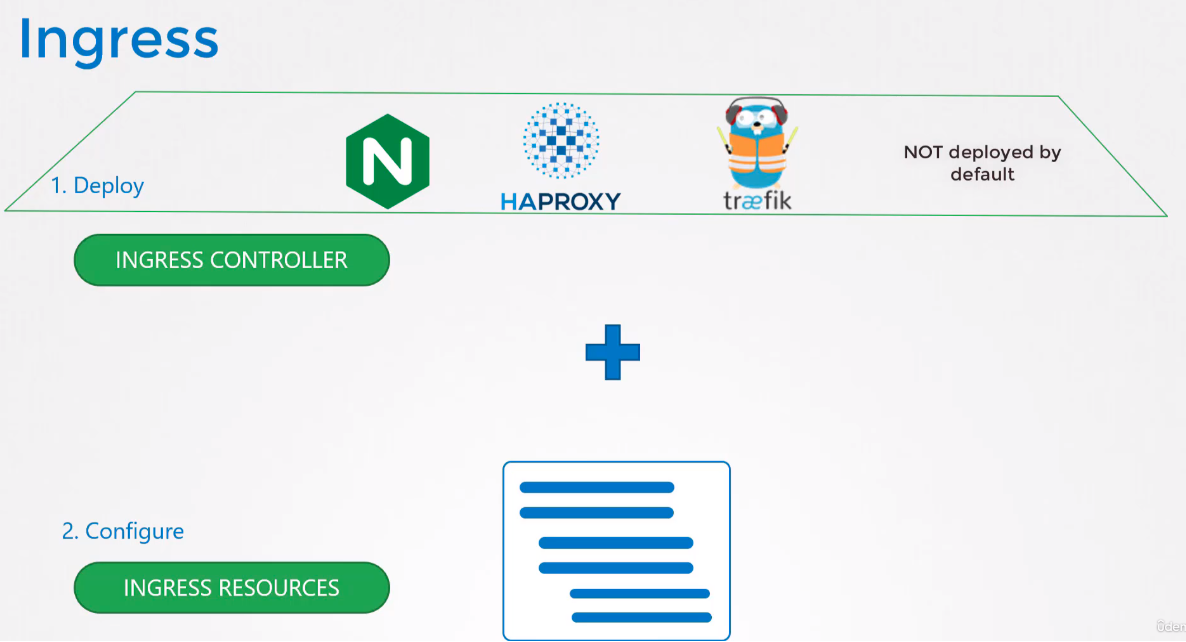 Ingress
1. Deploy
N
HAPROXY
træfik
NOT deployed by
default
INGRESS CONTROLLER
2. Configure
INGRESS RESOURCES